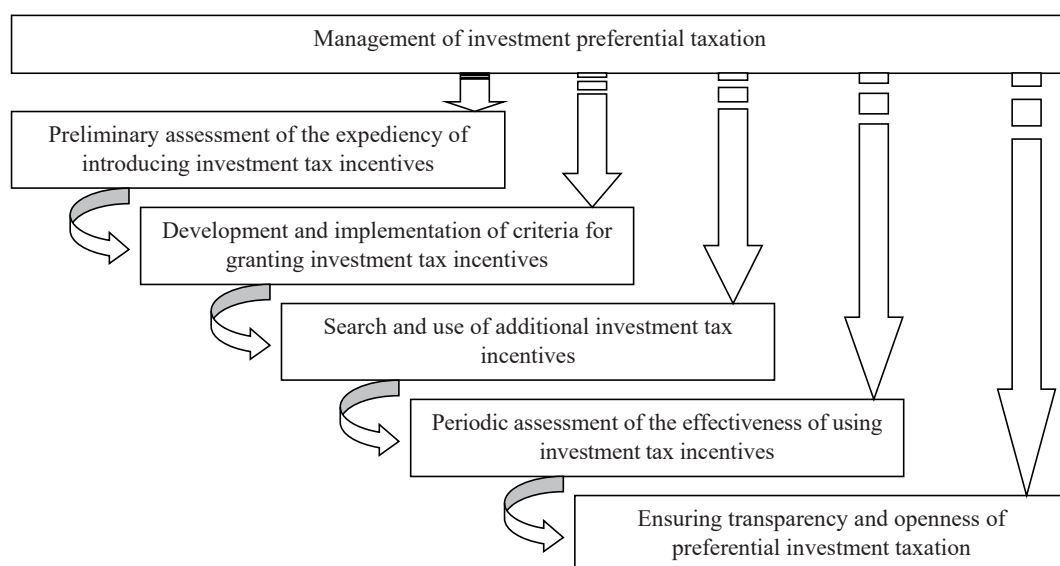 Management of investment preferential taxation
Preliminary assessment of the expediency of
introducing investment tax incentives
Development and implementation of criteria for
granting investment tax incentives
Search and use of additional investment tax
incentives
Periodic assessment of the effectiveness of using
investment tax incentives
Ensuring transparency and openness of
preferential investment taxation